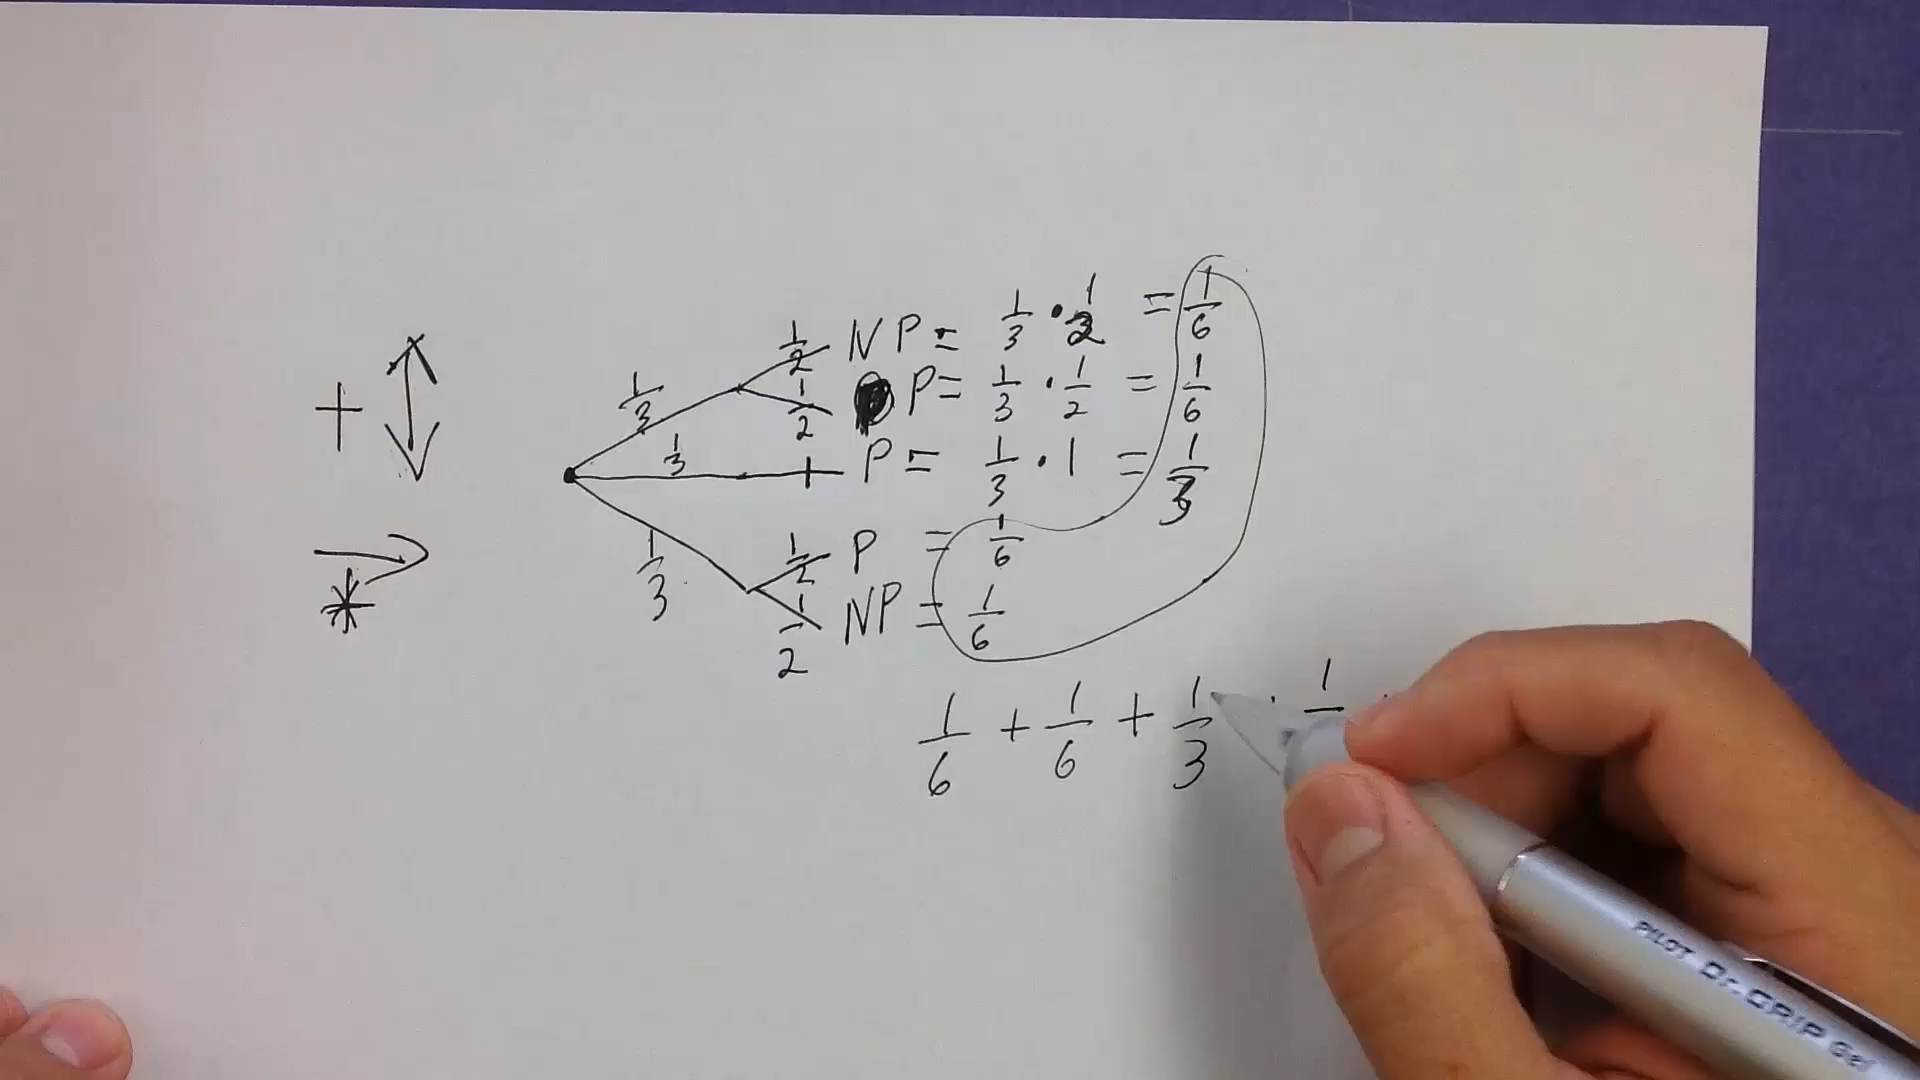 1/2 NP = 1/3 · 1/2 = 1/6
1/3 1/2 P = 1/3 · 1/2 = 1/6
+ 1/3 1 P = 1/3 · 1 = 1/3
1/3 1/2 P = 1/6
* 1/2 NP = 1/6
1/6 + 1/6 + 1/3 · 1
PILOT Dr. GRIP Gel